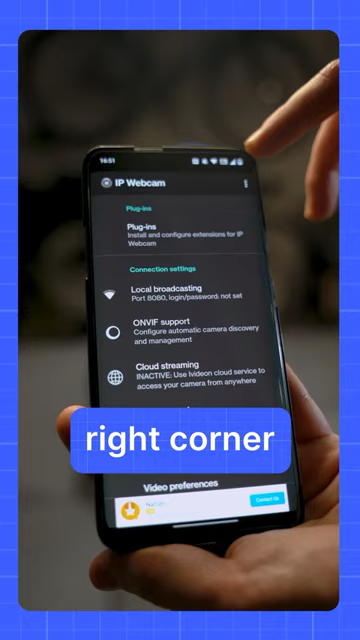 16:51
IP Webcam
Plug-ins
Plug-ins
Install and configure extensions for IP
Webcam
Connection settings
Local broadcasting
Port 8080, login/password: not set
ONVIF support
Configure automatic camera discovery
and management
Cloud streaming
INACTIVE: Use Ivideon cloud service to
access your camera from anywhere
right corner
Video preferences
Contact Us